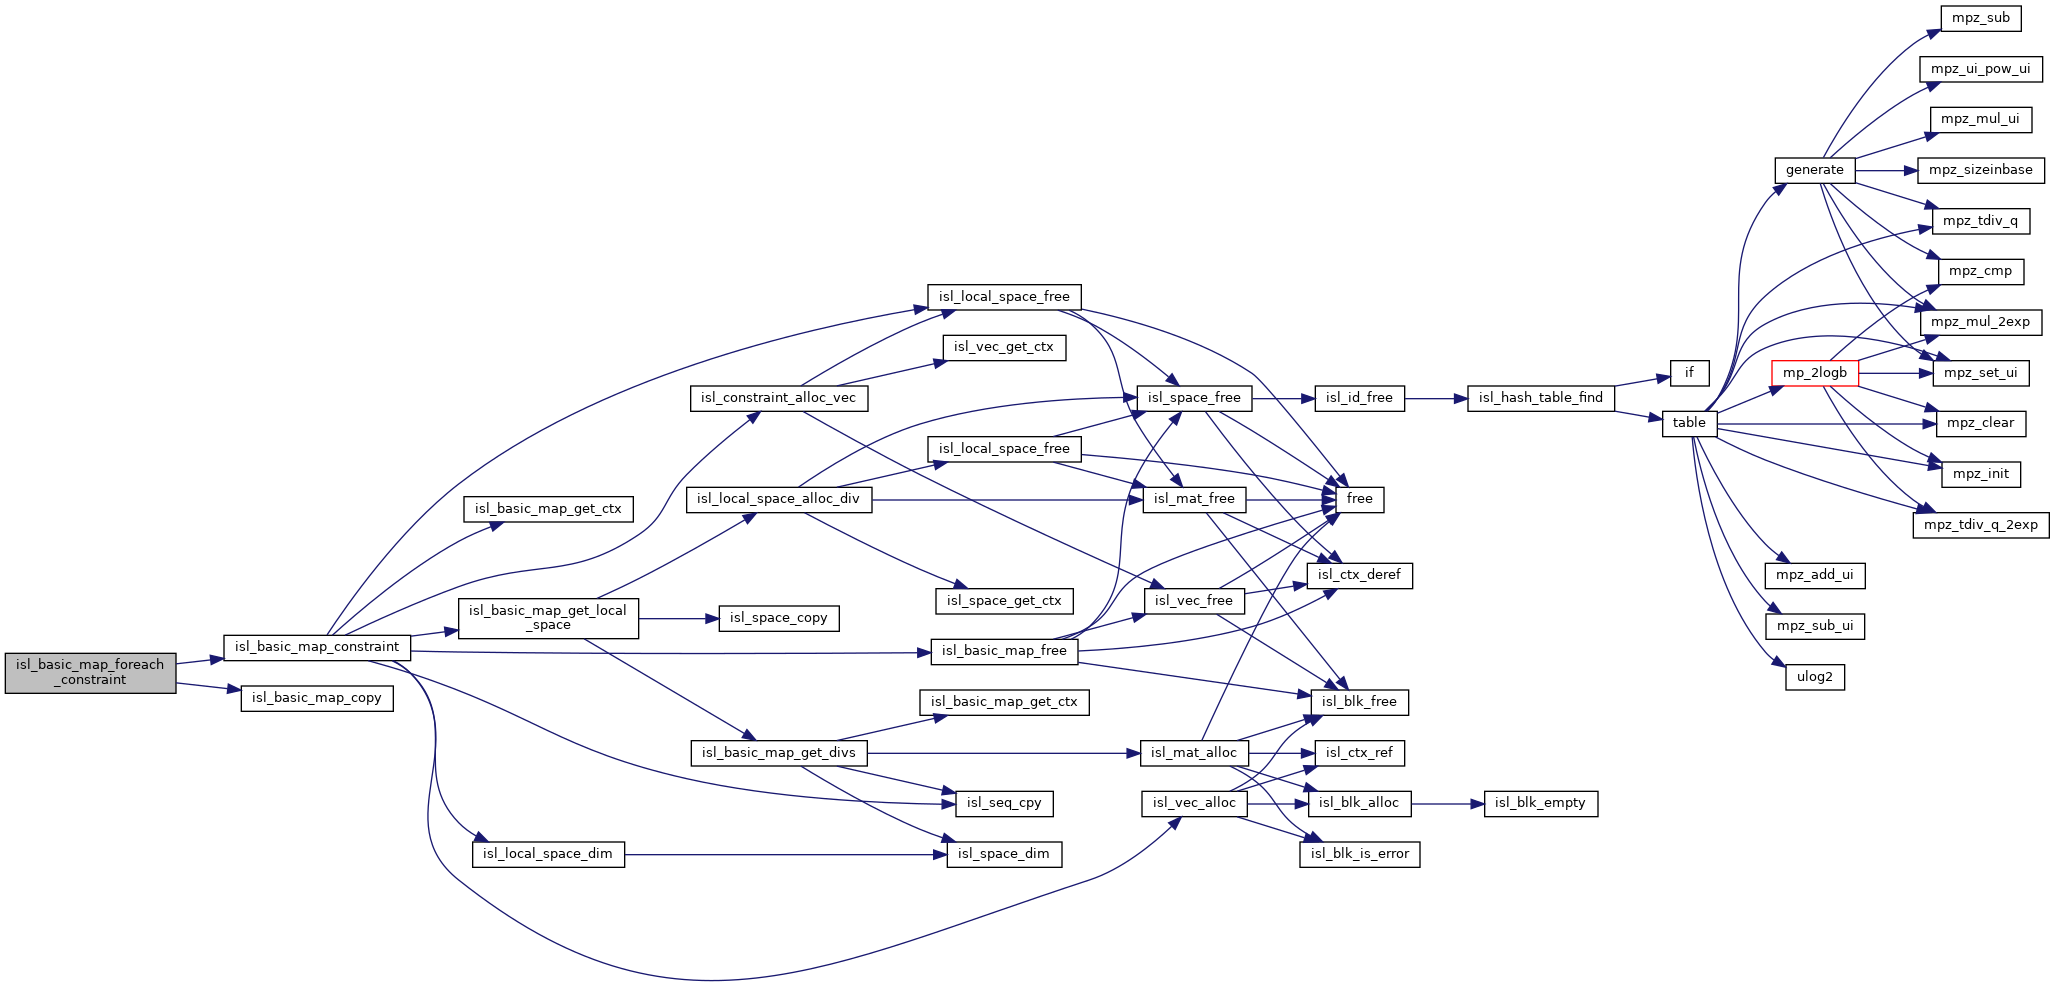 isl_basic_map_foreach
_constraint
isl_basic_map_constraint
isl_basic_map_copy
isl_basic_map_get_ctx
isl_basic_map_get_local
_space
isl_local_space_dim
isl_constraint_alloc_vec
isl_local_space_alloc_div
isl_space_copy
isl_basic_map_get_divs
isl_local_space_free
isl_vec_get_ctx
isl_local_space_free
isl_space_get_ctx
isl_basic_map_free
isl_basic_map_get_ctx
isl_seq_cpy
isl_space_dim
isl_space_free
isl_mat_free
isl_vec_free
isl_mat_alloc
isl_vec_alloc
isl_id_free
free
isl_ctx_deref
isl_blk_free
isl_ctx_ref
isl_blk_alloc
isl_blk_is_error
isl_hash_table_find
isl_blk_empty
if
table
generate
mp_2logb
mpz_add_ui
mpz_sub_ui
ulog2
mpz_sub
mpz_ui_pow_ui
mpz_mul_ui
mpz_sizeinbase
mpz_tdiv_q
mpz_cmp
mpz_mul_2exp
mpz_set_ui
mpz_clear
mpz_init
mpz_tdiv_q_2exp